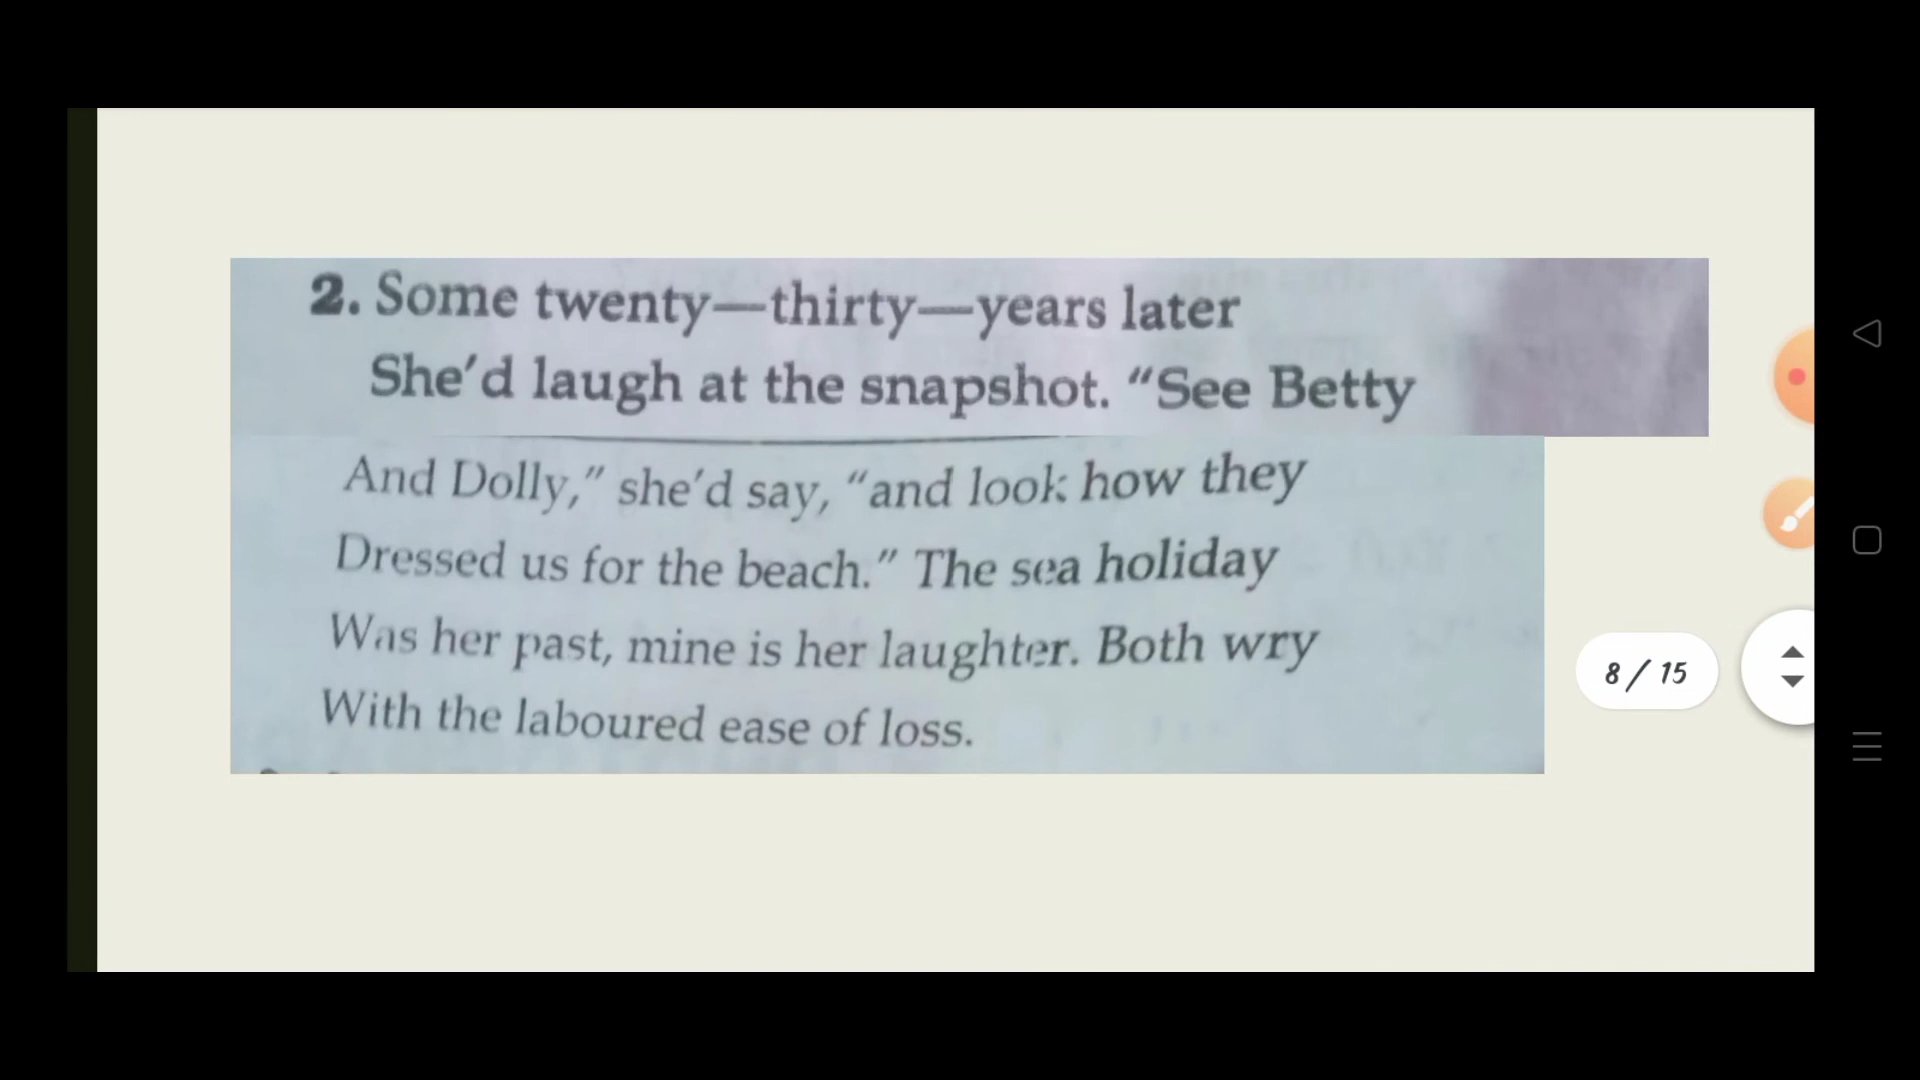 2. Some twenty—thirty—years later
She'd laugh at the snapshot. "See Betty
And Dolly," she'd say, "and look how they
Dressed us for the beach." The sea holiday
Was her past, mine is her laughter. Both wry
With the laboured ease of loss.
8 / 15